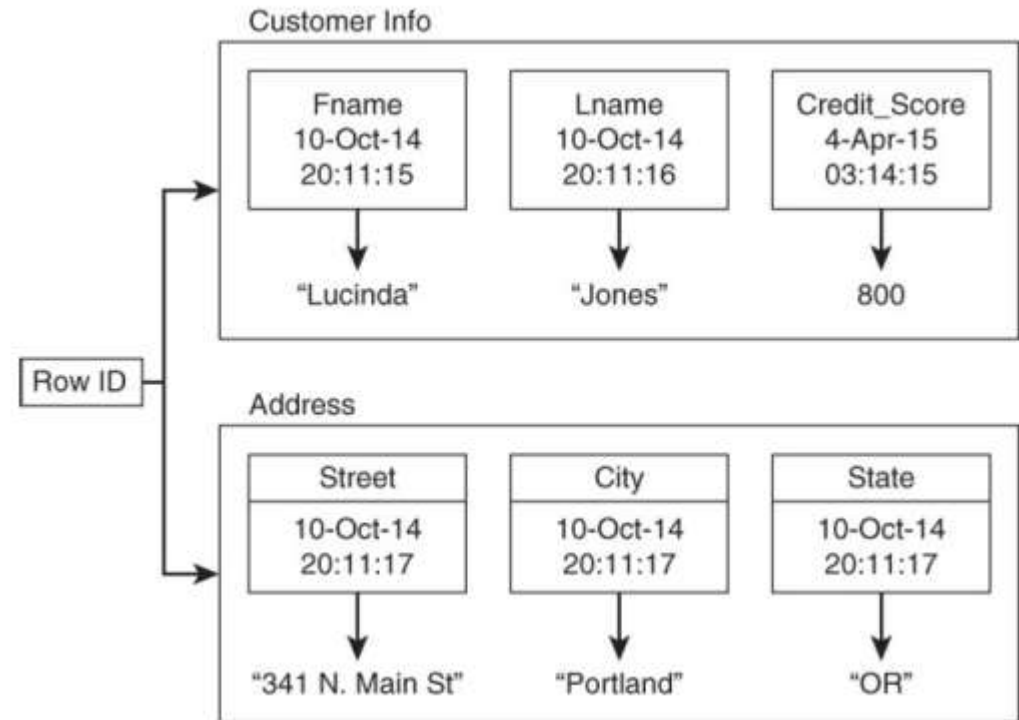 Customer Info
Fname
10-Oct-14
20:11:15
Lname
10-Oct-14
20:11:16
Credit_Score
4-Apr-15
03:14:15
“Lucinda”
“Jones”
800
Row ID
Address
Street
10-Oct-14
20:11:17
City
10-Oct-14
20:11:17
State
10-Oct-14
20:11:17
“341 N. Main St”
“Portland”
“OR”